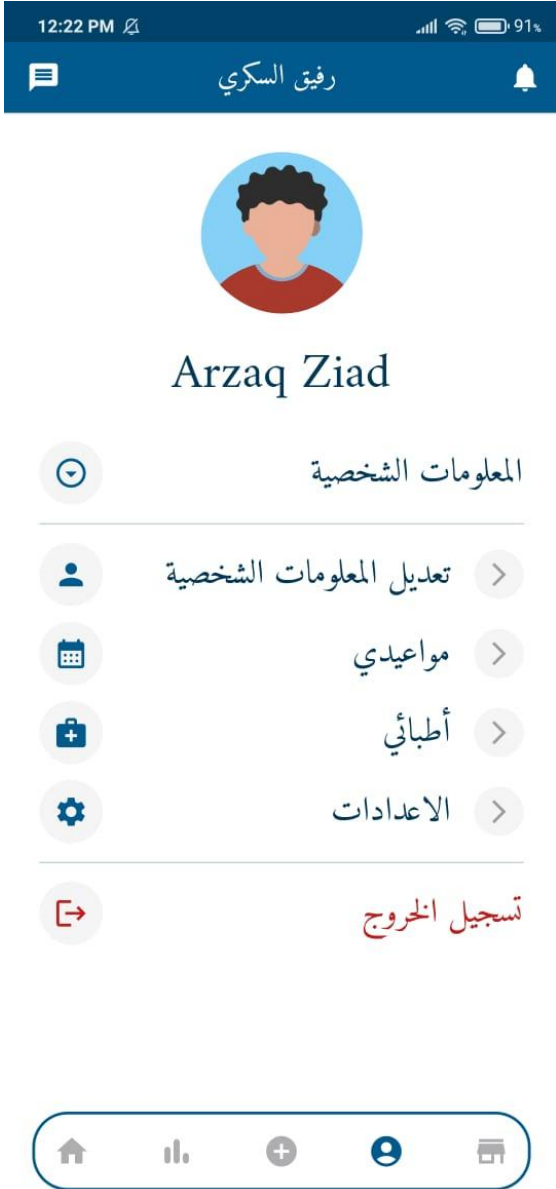 12:22 PM 91%
رفيق السكري
Arzaq Ziad
المعلومات الشخصية
تعديل المعلومات الشخصية
مواعيدي
أطبائي
الاعدادات
تسجيل الخروج